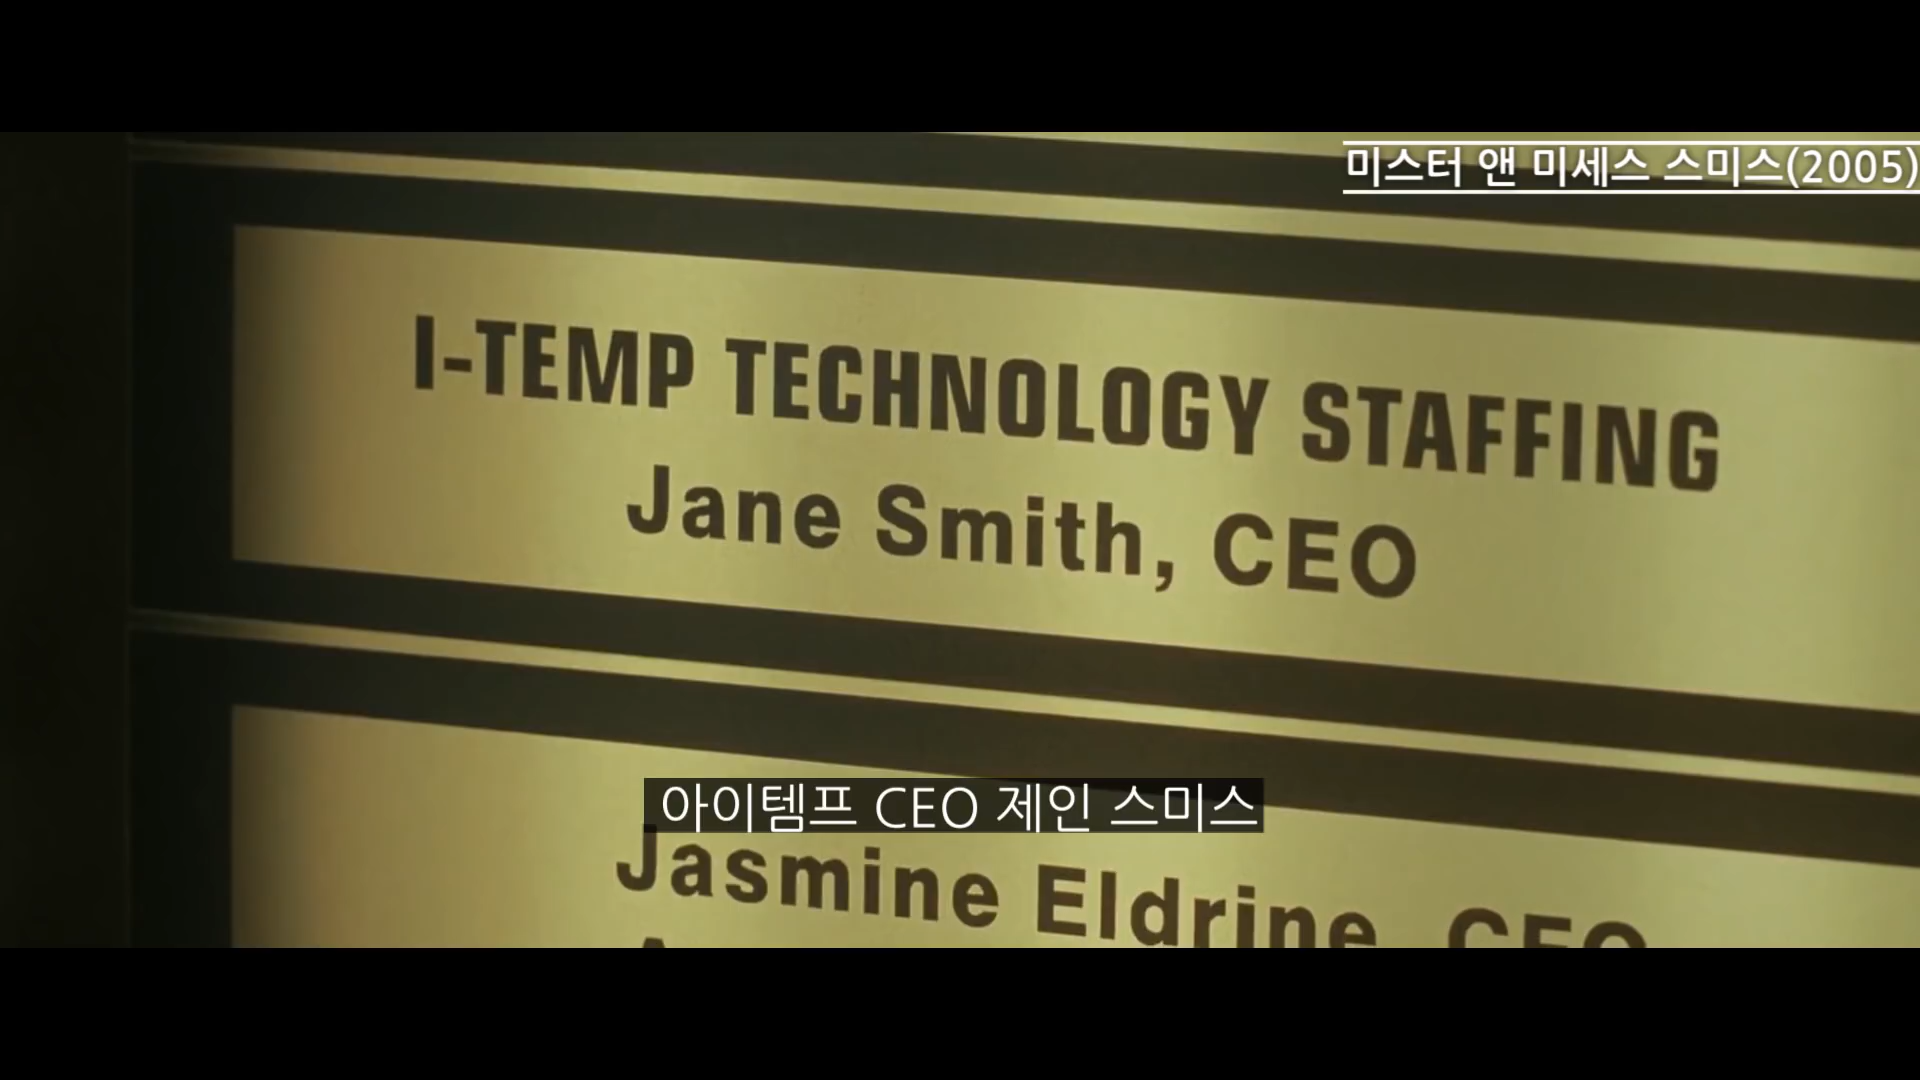 미스터 앤 미세스 스미스(2005)
I-TEMP TECHNOLOGY STAFFING
Jane Smith, CEO
아이템프 CEO 제인 스미스
Jasmine Eldrine, CEO